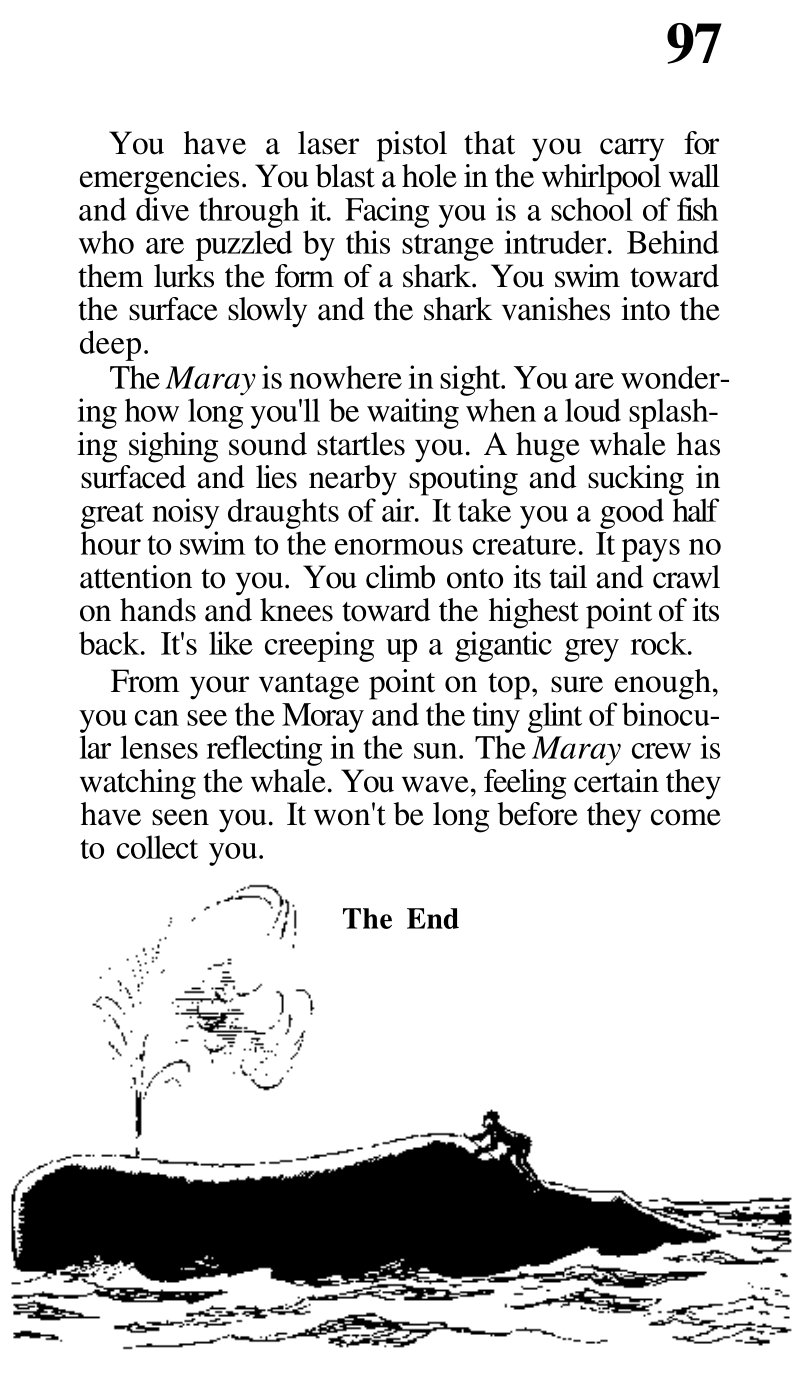 97
You have a laser pistol that you carry for
emergencies. You blast a hole in the whirlpool wall
and dive through it. Facing you is a school of fish
who are puzzled by this strange intruder. Behind
them lurks the form of a shark. You swim toward
the surface slowly and the shark vanishes into the
deep.
The Maray is nowhere in sight. You are wonder-
ing how long you'll be waiting when a loud splash-
ing sighing sound startles you. A huge whale has
surfaced and lies nearby spouting and sucking in
great noisy draughts of air. It take you a good half
hour to swim to the enormous creature. It pays no
attention to you. You climb onto its tail and crawl
on hands and knees toward the highest point of its
back. It's like creeping up a gigantic grey rock.
From your vantage point on top, sure enough,
you can see the Moray and the tiny glint of binocu-
lar lenses reflecting in the sun. The Maray crew is
watching the whale. You wave, feeling certain they
have seen you. It won't be long before they come
to collect you.
The End